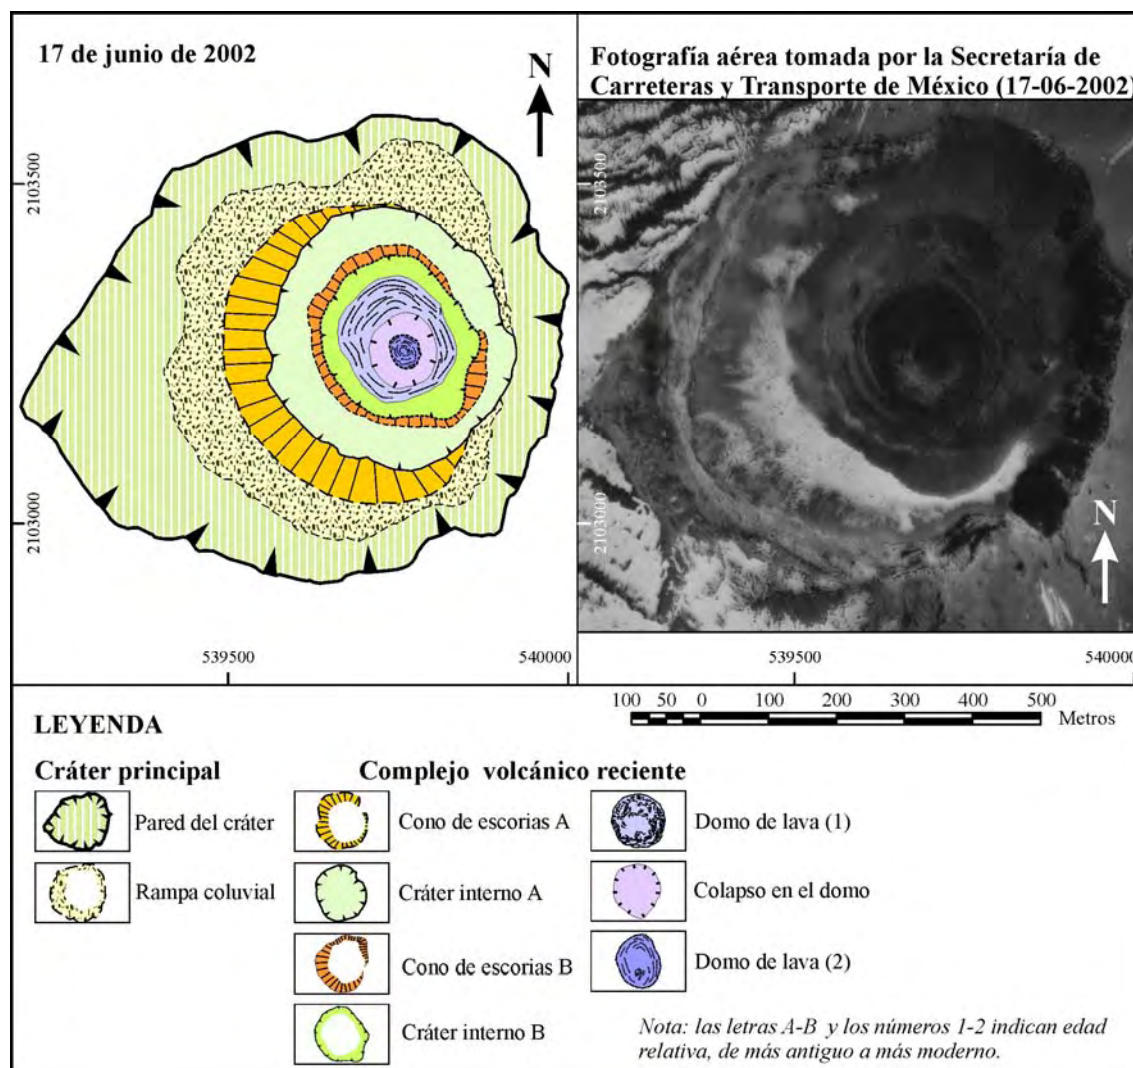 17 de junio de 2002
N
2103500
2103000
539500
540000
Fotografía aérea tomada por la Secretaría de
Carreteras y Transporte de México (17-06-2002)
2103500
2103000
N
539500
540000
100 50 0 100 200 300 400 500
Metros
LEYENDA
Cráter principal
Pared del cráter
Rampa coluvial
Complejo volcánico reciente
Cono de escorias A
Cráter interno A
Cono de escorias B
Cráter interno B
Domo de lava (1)
Colapso en el domo
Domo de lava (2)
Nota: las letras A-B y los números 1-2 indican edad
relativa, de más antiguo a más moderno.